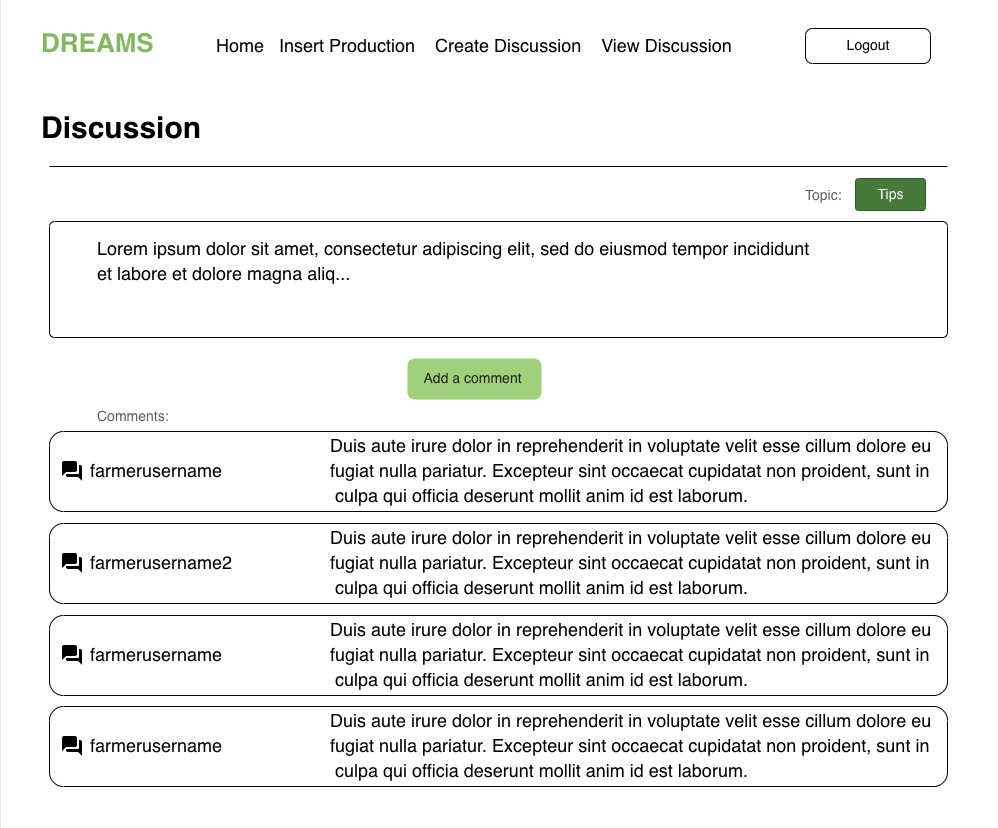 DREAMS
Home Insert Production Create Discussion View Discussion Logout
Discussion
Topic: Tips
Lorem ipsum dolor sit amet, consectetur adipiscing elit, sed do eiusmod tempor incididunt
et labore et dolore magna aliq...
Add a comment
Comments:
farmerusername
Duis aute irure dolor in reprehenderit in voluptate velit esse cillum dolore eu
fugiat nulla pariatur. Excepteur sint occaecat cupidatat non proident, sunt in
culpa qui officia deserunt mollit anim id est laborum.
farmerusername2
Duis aute irure dolor in reprehenderit in voluptate velit esse cillum dolore eu
fugiat nulla pariatur. Excepteur sint occaecat cupidatat non proident, sunt in
culpa qui officia deserunt mollit anim id est laborum.
farmerusername
Duis aute irure dolor in reprehenderit in voluptate velit esse cillum dolore eu
fugiat nulla pariatur. Excepteur sint occaecat cupidatat non proident, sunt in
culpa qui officia deserunt mollit anim id est laborum.
farmerusername
Duis aute irure dolor in reprehenderit in voluptate velit esse cillum dolore eu
fugiat nulla pariatur. Excepteur sint occaecat cupidatat non proident, sunt in
culpa qui officia deserunt mollit anim id est laborum.